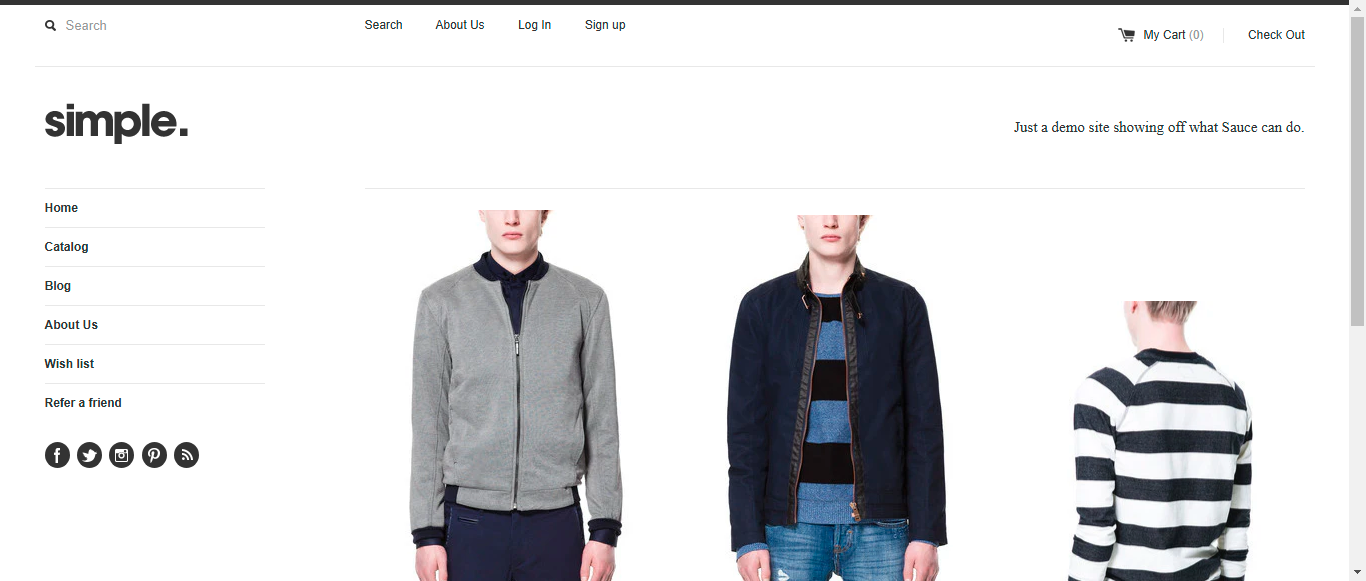 Search
Search About Us Log In Sign up
My Cart (0) Check Out
simple.
Just a demo site showing off what Sauce can do.
Home
Catalog
Blog
About Us
Wish list
Refer a friend